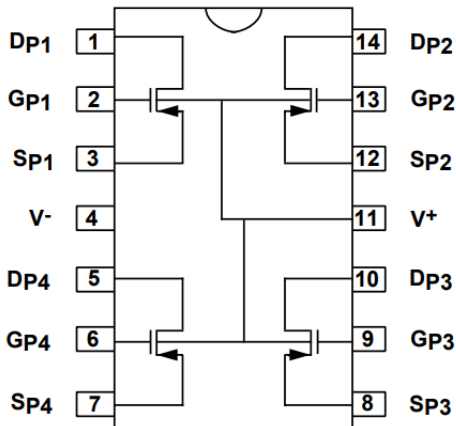 DP1 1 14 DP2
GP1 2 13 GP2
SP1 3 12 SP2
V- 4 11 V+
DP4 5 10 DP3
GP4 6 9 GP3
SP4 7 8 SP3